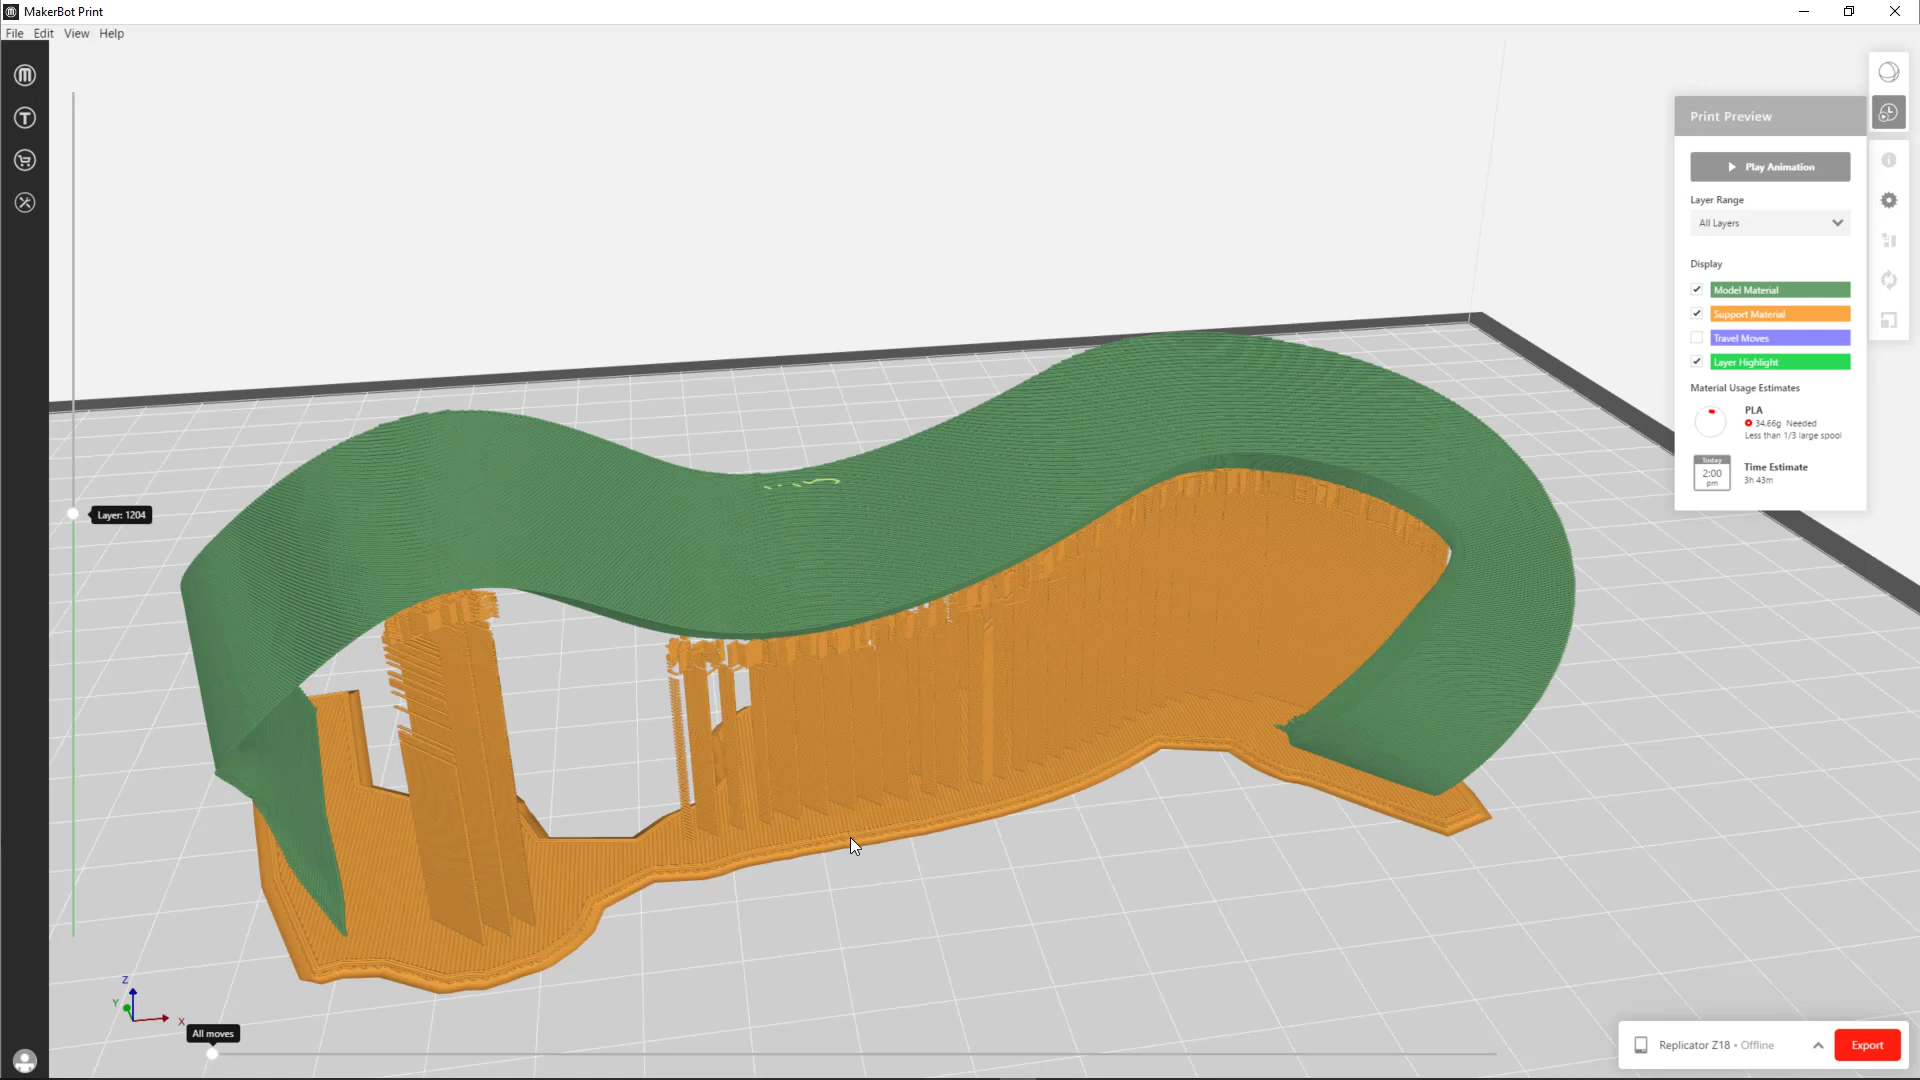 MakerBot Print
File Edit View Help
Print Preview
Play Animation
Layer Range
All Layers
Display
Model Material
Support Material
Travel Moves
Layer Highlight
Material Usage Estimates
PLA
34.66g Needed
Less than 1/3 large spool
Today
2:00
pm
Time Estimate
3h 43m
Layer: 1204
Z
Y
X
All moves
Replicator Z18 • Offline
Export